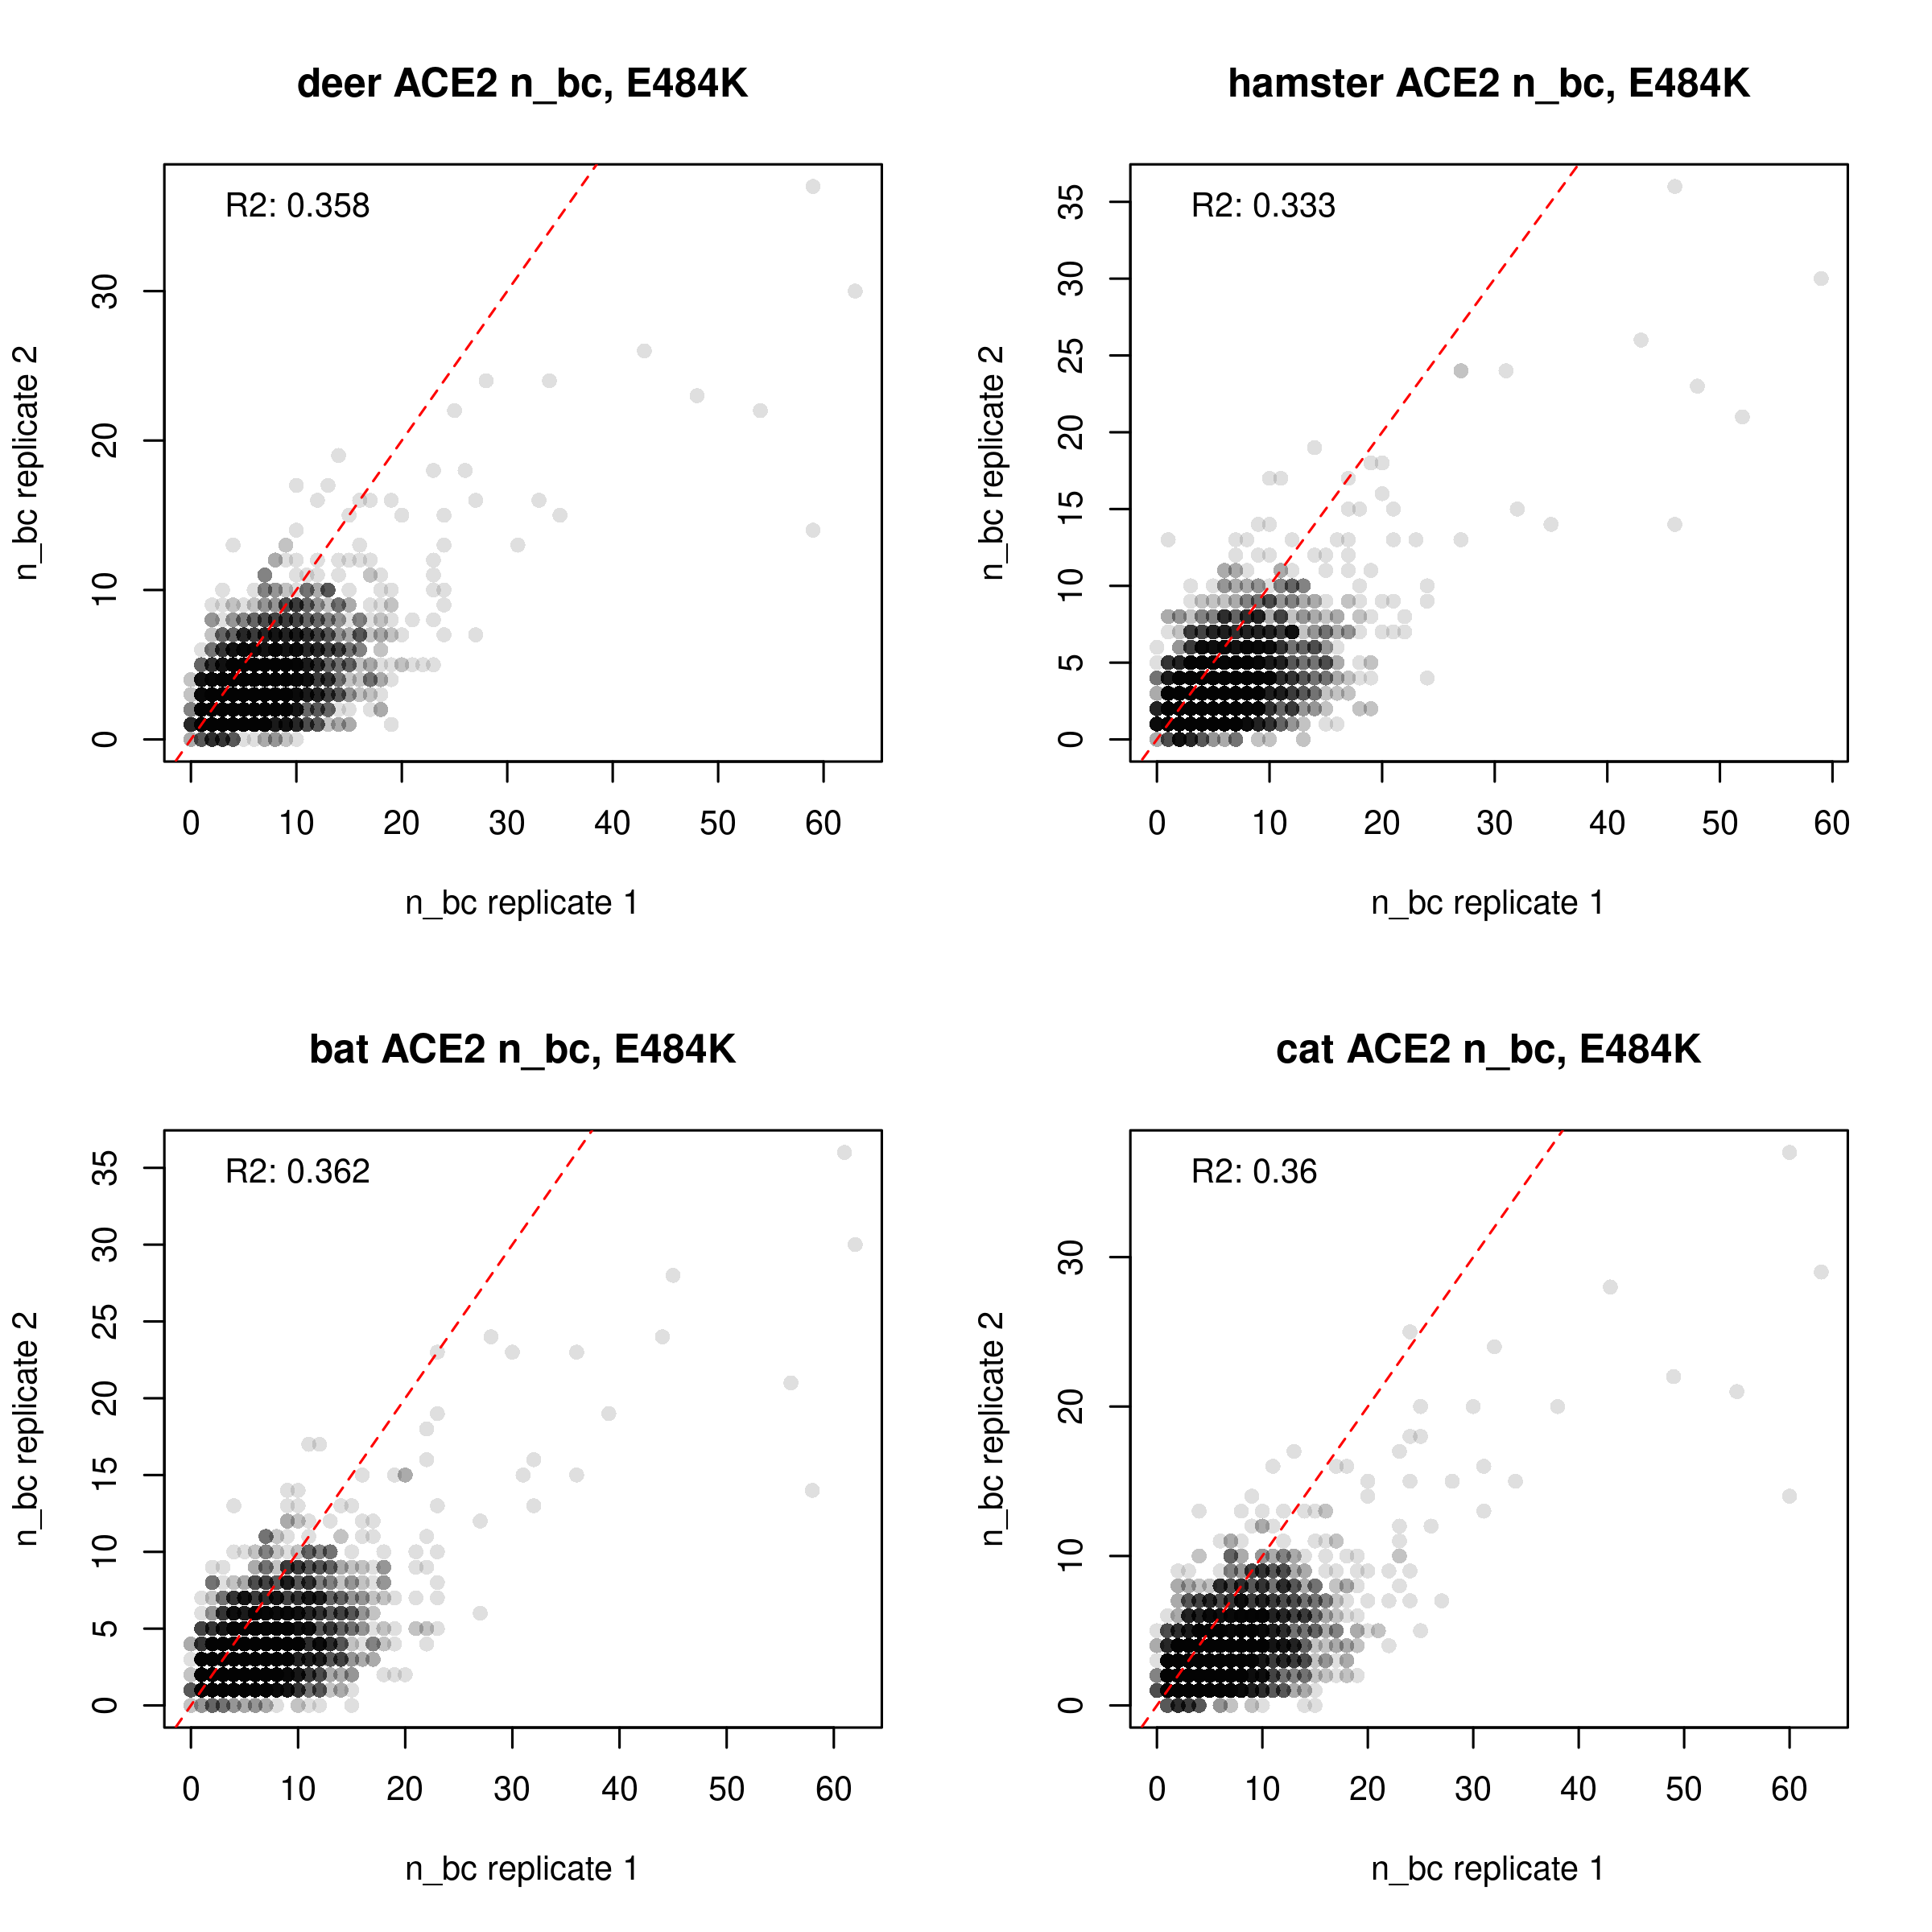 deer ACE2 n_bc, E484K
R2: 0.358
n_bc replicate 2
0
10
20
30
0 10 20 30 40 50 60
n_bc replicate 1
hamster ACE2 n_bc, E484K
R2: 0.333
n_bc replicate 2
0
5
10
15
20
25
30
35
0 10 20 30 40 50 60
n_bc replicate 1
bat ACE2 n_bc, E484K
R2: 0.362
n_bc replicate 2
0
5
10
15
20
25
30
35
0 10 20 30 40 50 60
n_bc replicate 1
cat ACE2 n_bc, E484K
R2: 0.36
n_bc replicate 2
0
10
20
30
0 10 20 30 40 50 60
n_bc replicate 1